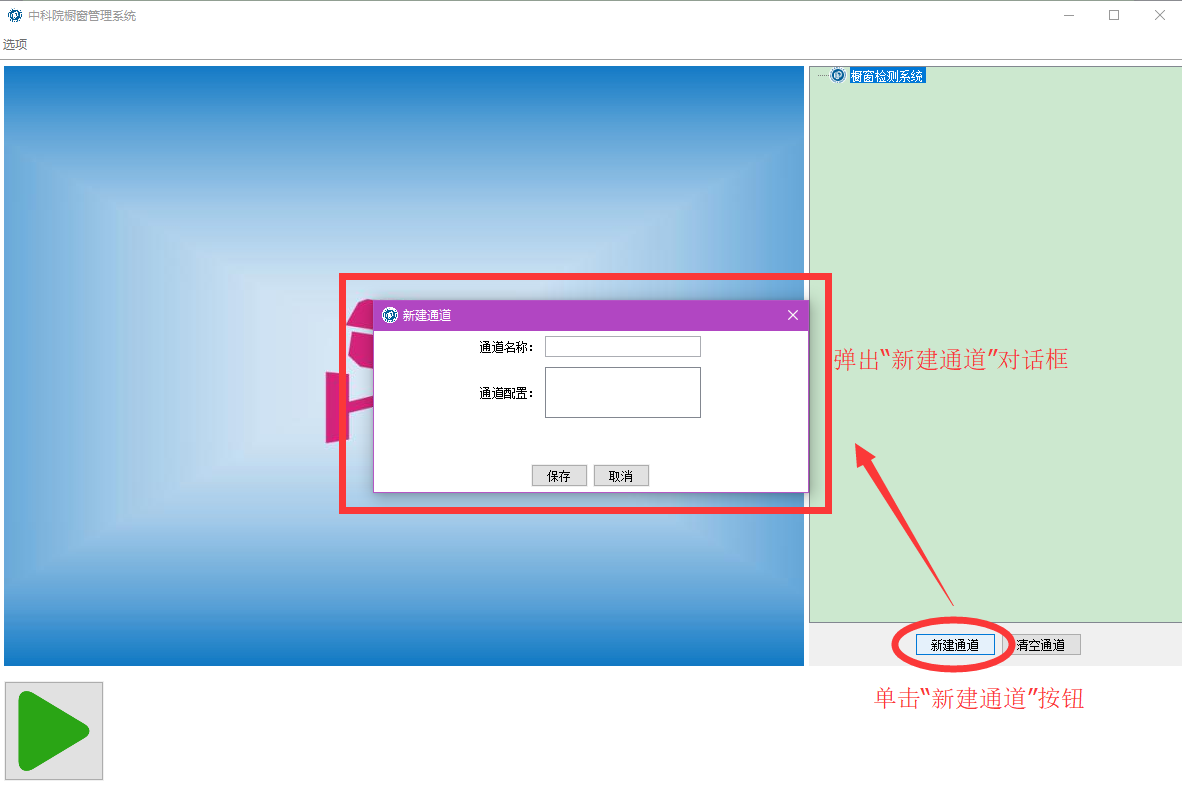 中科院橱窗管理系统
选项
橱窗检测系统
新建通道
通道名称：
通道配置：
保存 取消
弹出“新建通道”对话框
新建通道 清空通道
单击“新建通道”按钮